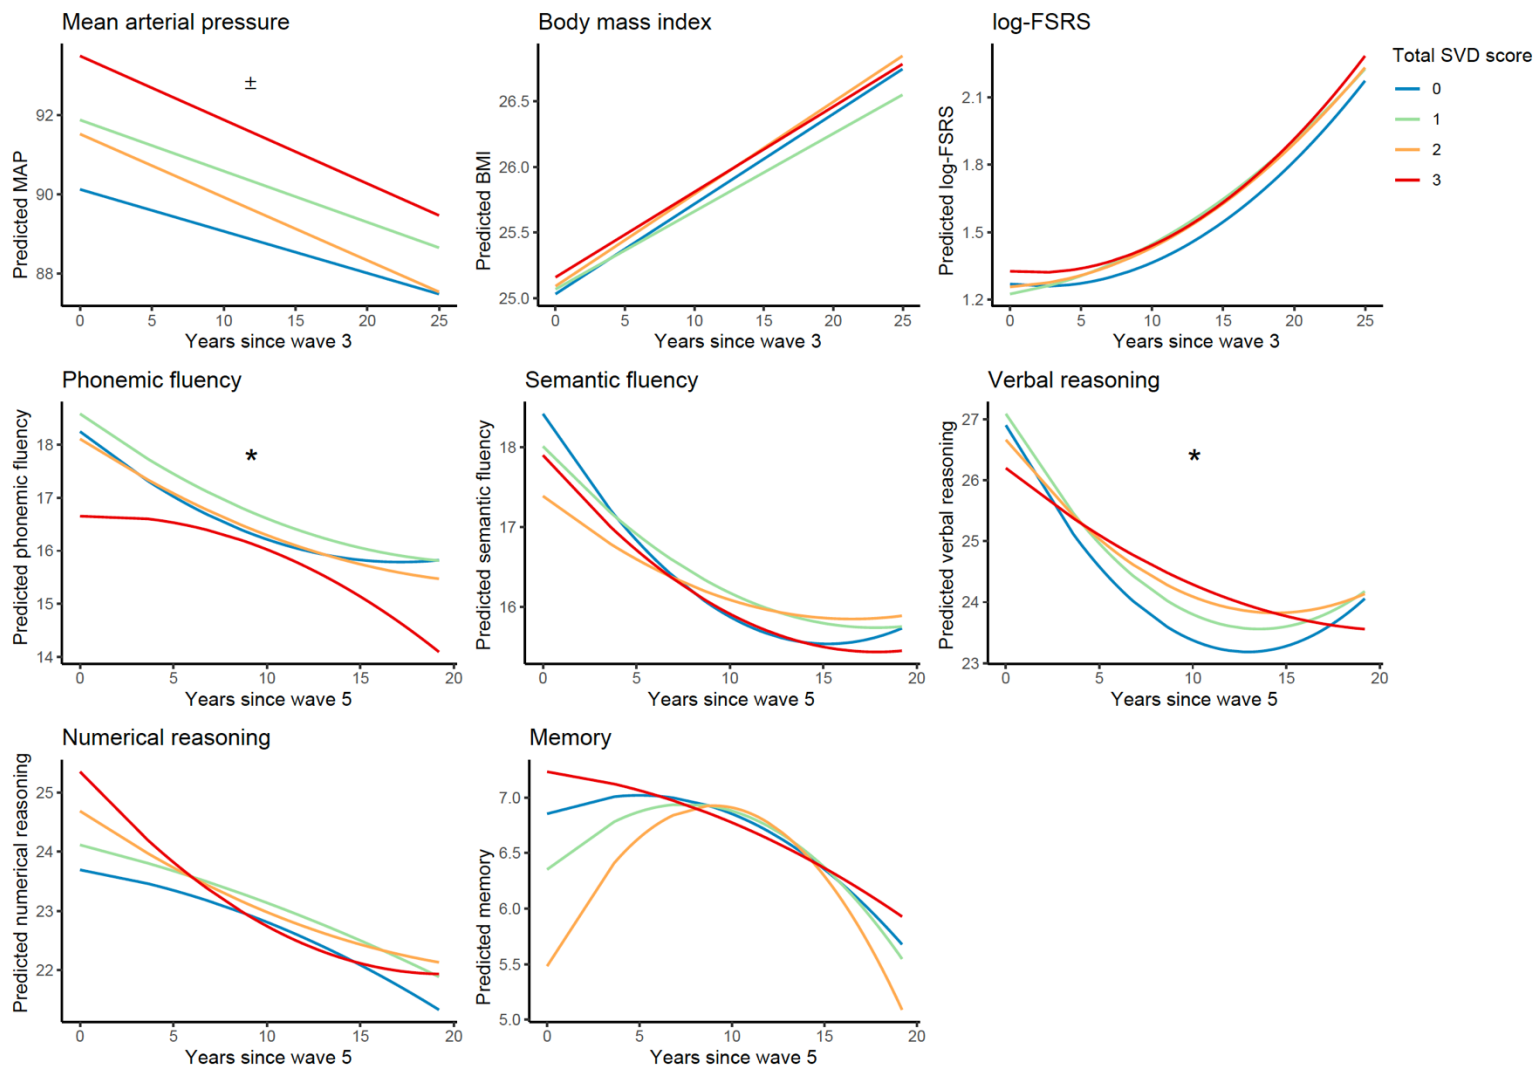 Mean arterial pressure
Body mass index
log-FSRS
Total SVD score
0
1
2
3
±
Predicted MAP
92
90
88
0 5 10 15 20 25
Years since wave 3
Predicted BMI
26.5
26.0
25.5
25.0
0 5 10 15 20 25
Years since wave 3
Predicted log-FSRS
2.1
1.8
1.5
1.2
0 5 10 15 20 25
Years since wave 3
Phonemic fluency
Semantic fluency
Verbal reasoning
*
Predicted phonemic fluency
18
17
16
15
14
0 5 10 15 20
Years since wave 5
Predicted semantic fluency
18
17
16
0 5 10 15 20
Years since wave 5
*
Predicted verbal reasoning
27
26
25
24
23
0 5 10 15 20
Years since wave 5
Numerical reasoning
Memory
Predicted numerical reasoning
25
24
23
22
0 5 10 15 20
Years since wave 5
Predicted memory
7.0
6.5
6.0
5.5
5.0
0 5 10 15 20
Years since wave 5